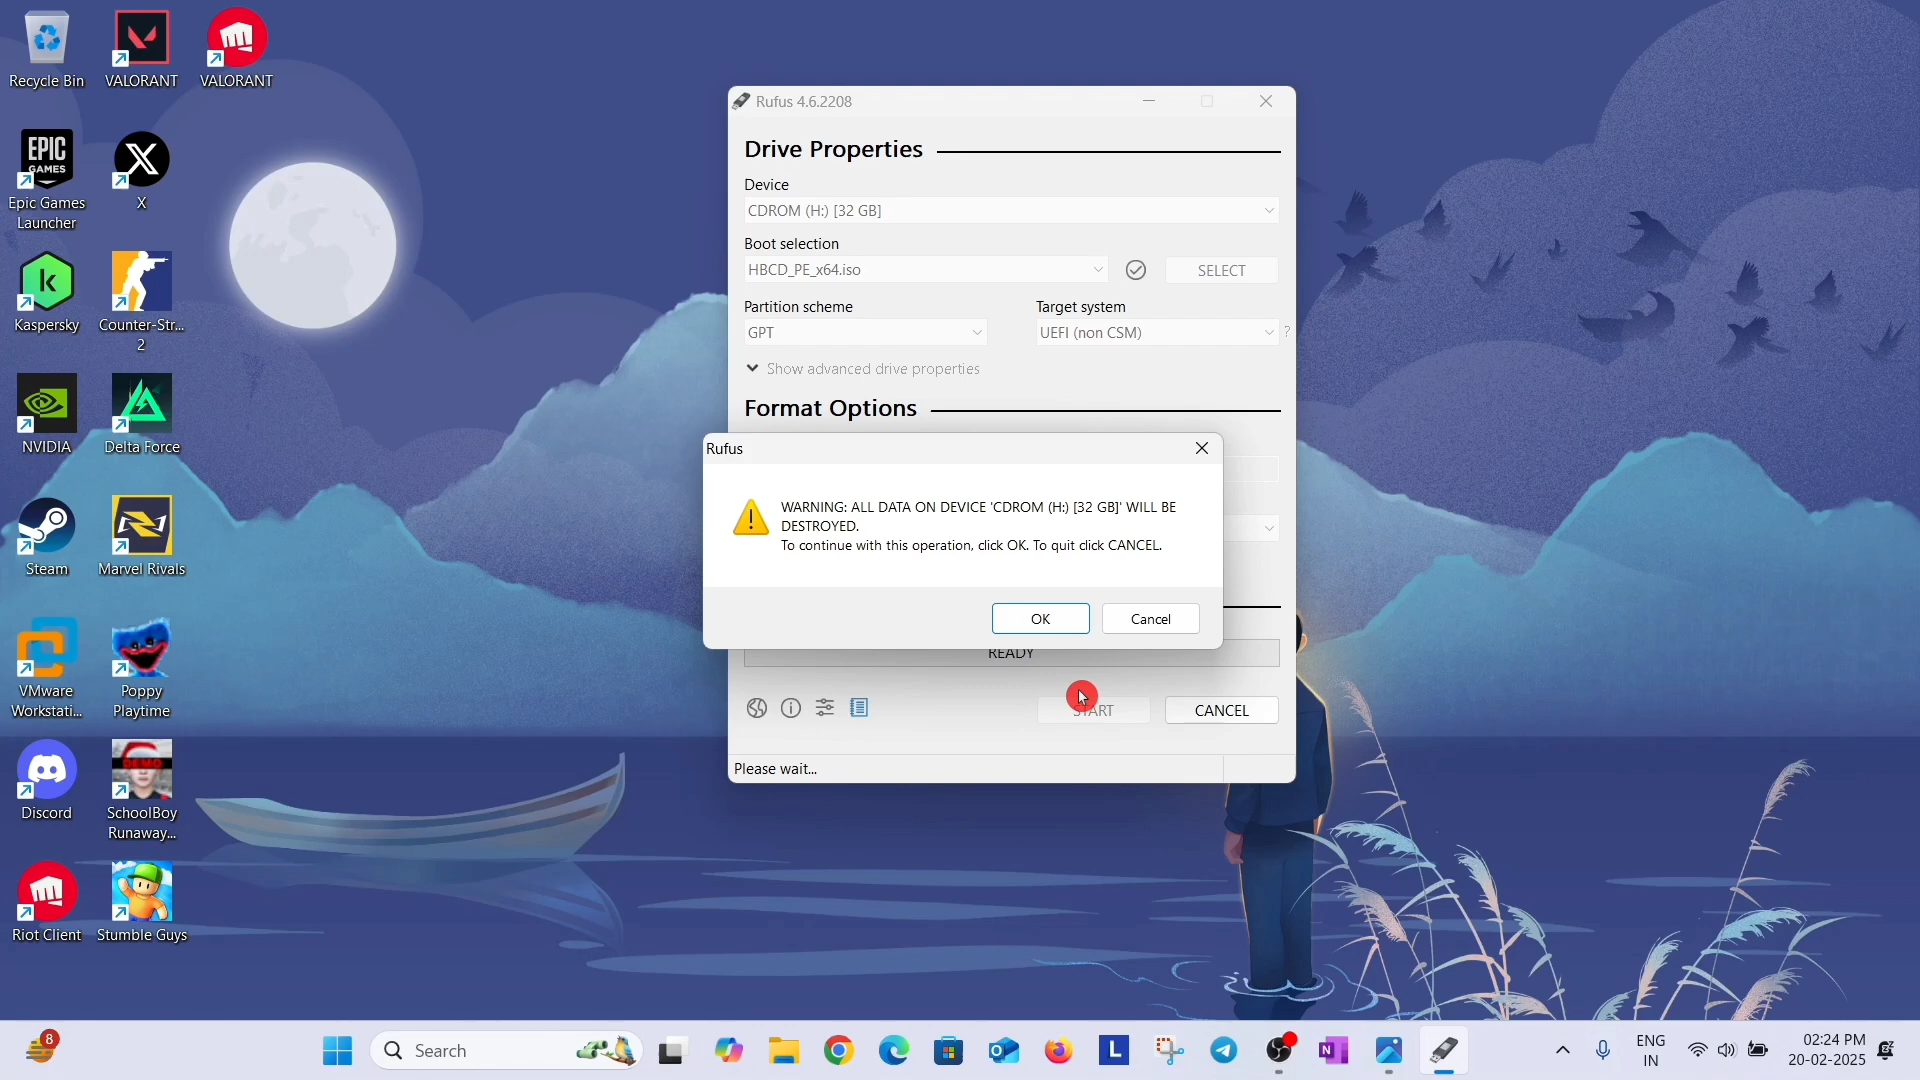 Recycle Bin
VALORANT
VALORANT
EPIC
GAMES
Epic Games
Launcher
X
Kaspersky
Counter-Str...
2
NVIDIA
Delta Force
Steam
Marvel Rivals
VMware
Workstati...
Poppy
Playtime
Discord
DEMO
SchoolBoy
Runaway...
Riot Client
Stumble Guys
Rufus 4.6.2208
Drive Properties
Device
CDROM (H:) [32 GB]
Boot selection
HBCD_PE_x64.iso
SELECT
Partition scheme
Target system
GPT
UEFI (non CSM)
?
Show advanced drive properties
Format Options
Rufus
WARNING: ALL DATA ON DEVICE 'CDROM (H:) [32 GB]' WILL BE
DESTROYED.
To continue with this operation, click OK. To quit click CANCEL.
OK
Cancel
READY
START
CANCEL
Please wait...
8
Search
L
N
ENG
IN
02:24 PM
20-02-2025